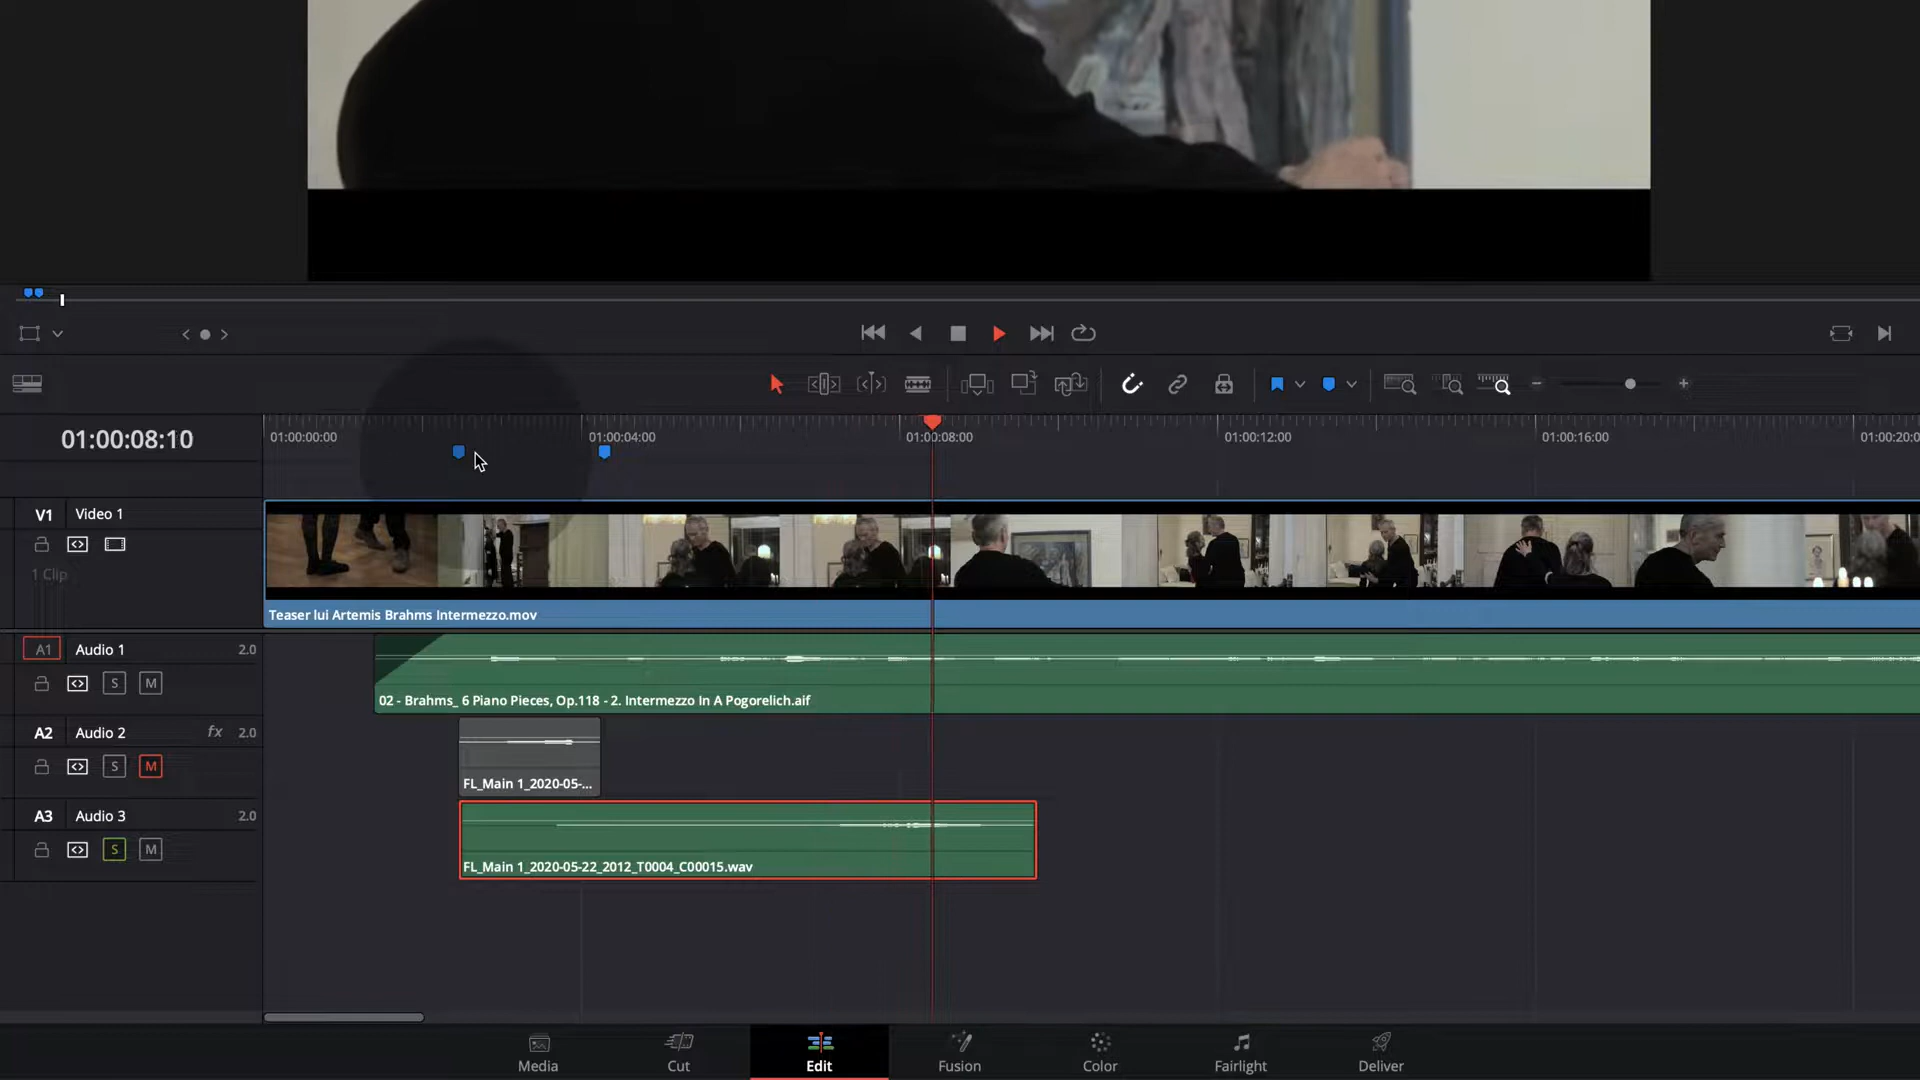 01:00:08:10
01:00:00:00
01:00:04:00
01:00:08:00
01:00:12:00
01:00:16:00
01:00:20:0
V1 Video 1
1 Clip
Teaser lui Artemis Brahms Intermezzo.mov
A1 Audio 1 2.0
S M
02 - Brahms_ 6 Piano Pieces, Op.118 - 2. Intermezzo In A Pogorelich.aif
A2 Audio 2 fx 2.0
S M
FL_Main 1_2020-05-...
A3 Audio 3 2.0
S M
FL_Main 1_2020-05-22_2012_T0004_C00015.wav
Media
Cut
Edit
Fusion
Color
Fairlight
Deliver